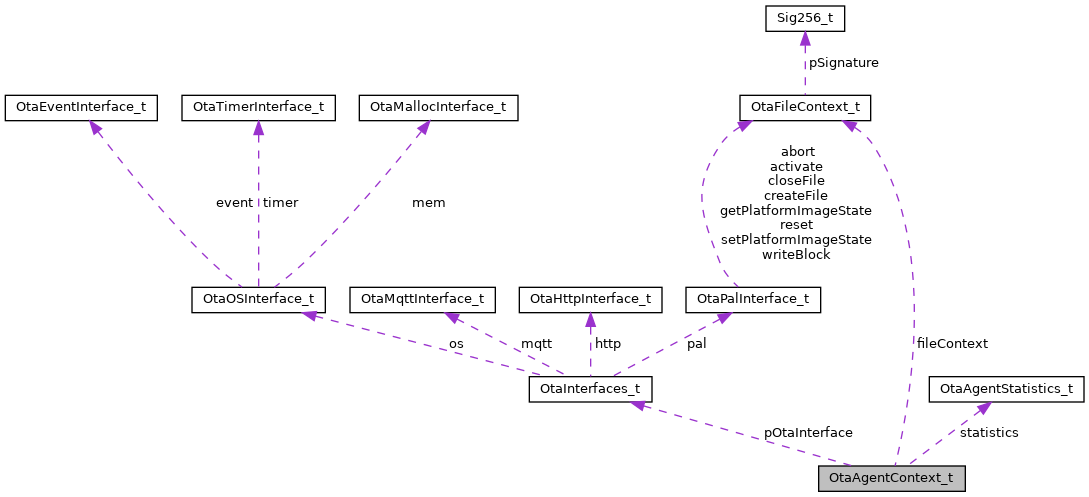 Sig256_t
pSignature
OtaEventInterface_t
OtaTimerInterface_t
OtaMallocInterface_t
OtaFileContext_t
abort
activate
closeFile
createFile
getPlatformImageState
reset
setPlatformImageState
writeBlock
event
timer
mem
OtaOSInterface_t
OtaMqttInterface_t
OtaHttpInterface_t
OtaPalInterface_t
os
mqtt
http
pal
fileContext
OtaInterfaces_t
OtaAgentStatistics_t
pOtaInterface
statistics
OtaAgentContext_t